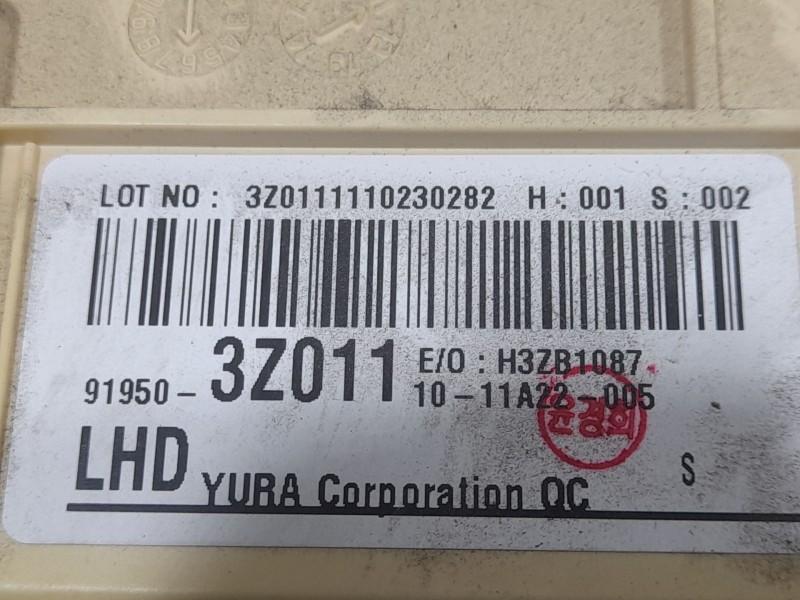 LOT NO : 3Z0111110230282 H : 001 S : 002
91950- 3Z011 E/O : H3ZB1087
10-11A22-005
LHD YURA Corporation QC S